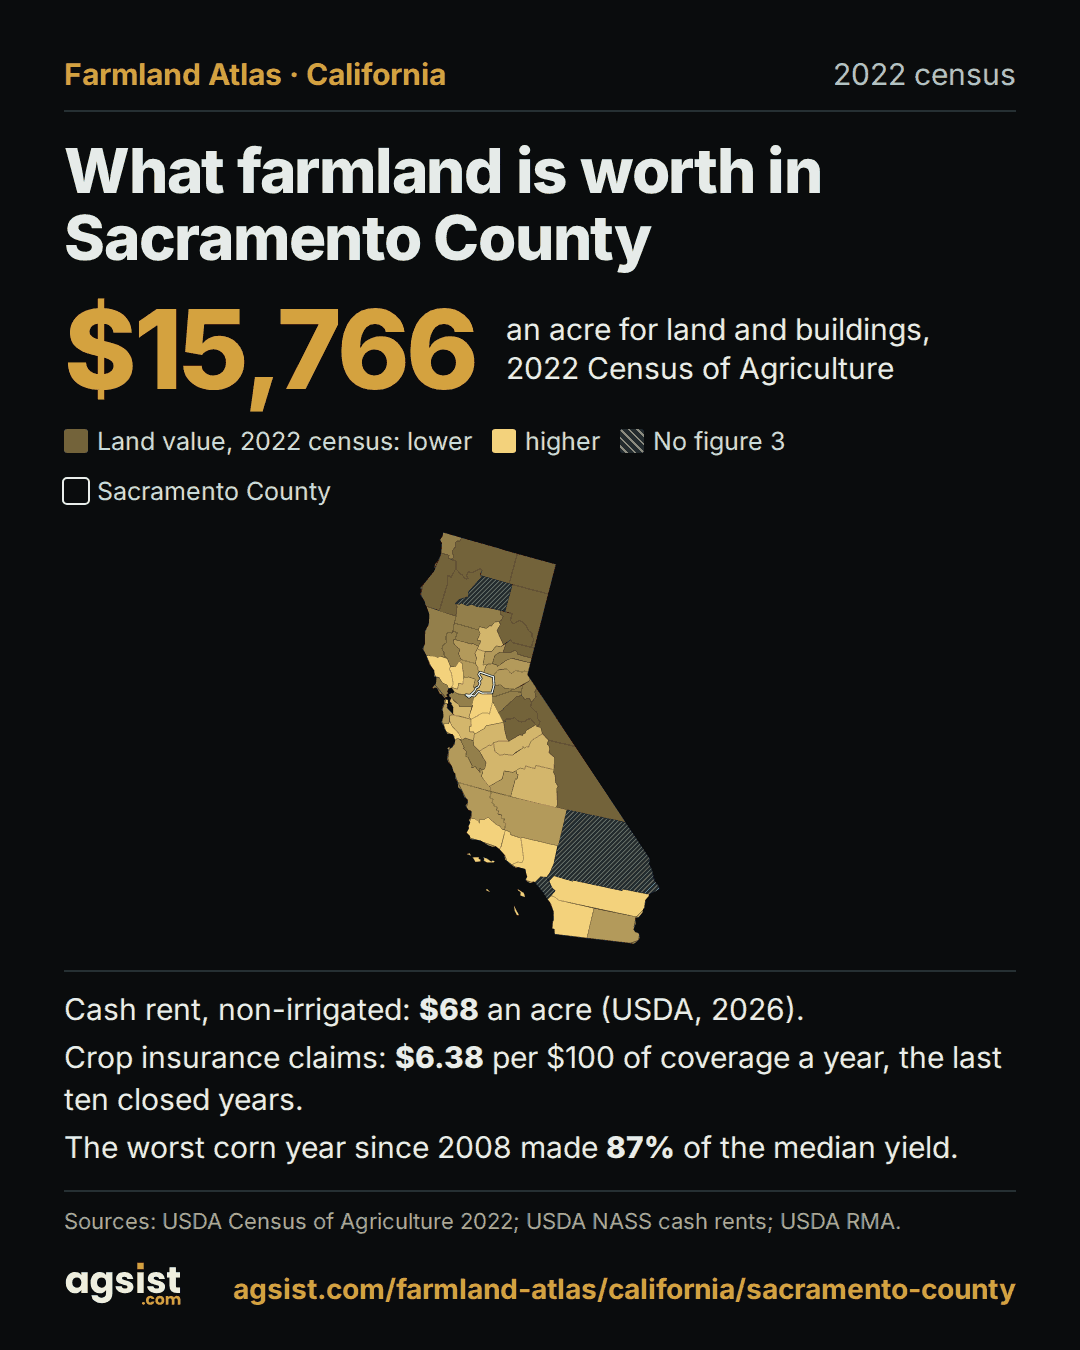 Farmland Atlas · California
2022 census
What farmland is worth in
Sacramento County
$15,766
an acre for land and buildings,
2022 Census of Agriculture
Land value, 2022 census: lower
higher
No figure 3
Sacramento County
Cash rent, non-irrigated: $68 an acre (USDA, 2026).
Crop insurance claims: $6.38 per $100 of coverage a year, the last
ten closed years.
The worst corn year since 2008 made 87% of the median yield.
Sources: USDA Census of Agriculture 2022; USDA NASS cash rents; USDA RMA.
agsist
.com
agsist.com/farmland-atlas/california/sacramento-county